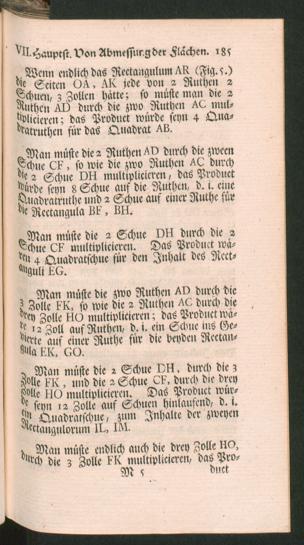 VII. Hauptst. Von Abmessung der Flächen. 185
Wenn endlich das Rectangulum AR (Fig. 5.)
die Seiten OA, AK jede von 2 Ruthen 2
Schuen, 3 Zollen hätte; so müste man die 2
Ruthen AD durch die zwo Ruthen AC mul-
tiplicieren; das Product würde seyn 4 Qua-
dratruthen für das Quadrat AB.
Man müste die 2 Ruthen AD durch die zween
Schue CF, so wie die zwo Ruthen AC durch
die 2 Schue DH multiplicieren, das Product
würde seyn 8 Schue auf die Ruthen, d. i. eine
Quadratruthe und 2 Schue auf einer Ruthe für
die Rectangula BF, BH.
Man müste die 2 Schue DH durch die 2
Schue CF multiplicieren. Das Product wä-
ren 4 Quadratschue für den Inhalt des Rect-
anguli EG.
Man müste die zwo Ruthen AD durch die
3 Zolle FK, so wie die 2 Ruthen AC durch die
drey Zolle HO multiplicieren; das Product wä-
re 12 Zoll auf Ruthen, d. i. ein Schue ins Ge-
vierte auf einer Ruthe für die beyden Rectan-
gula EK, GO.
Man müste die 2 Schue DH, durch die 3
Zolle FK, und die 2 Schue CF, durch die drey
Zolle HO multiplicieren. Das Product wür-
de seyn 12 Zolle auf Schuen hinlaufend, d. i.
ein Quadratschue, zum Inhalte der zweyen
Rectangulorum IL, IM.
Man müste endlich auch die drey Zolle HO,
durch die 3 Zolle FK multiplicieren, das Pro-
M 5 duct